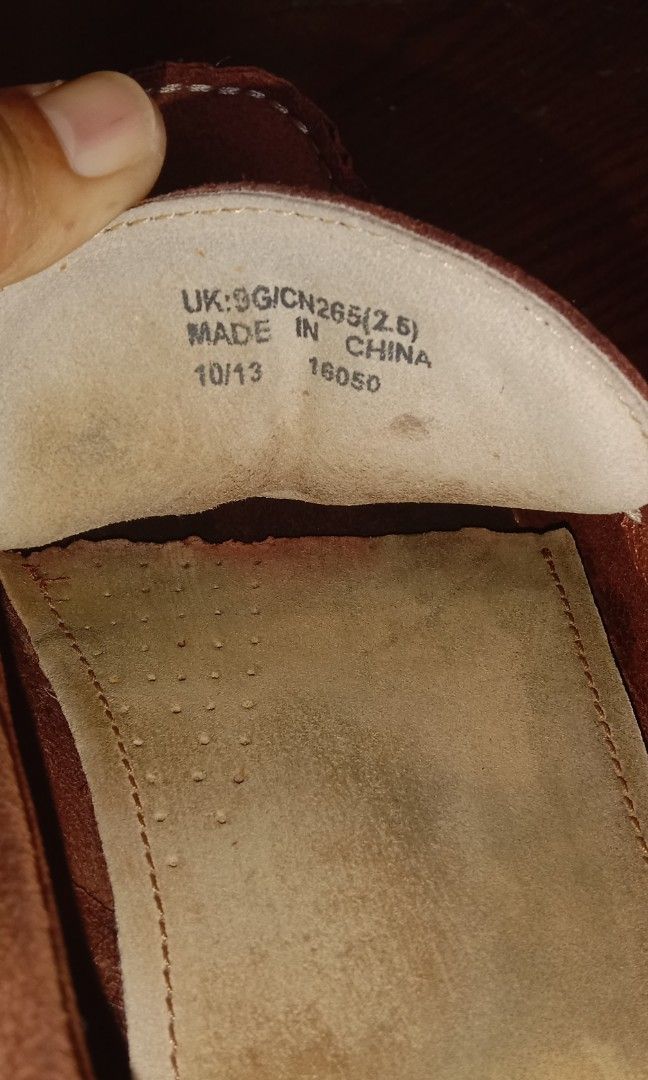 UK:9G/CN265(2.5)
MADE IN CHINA
10/13 16050